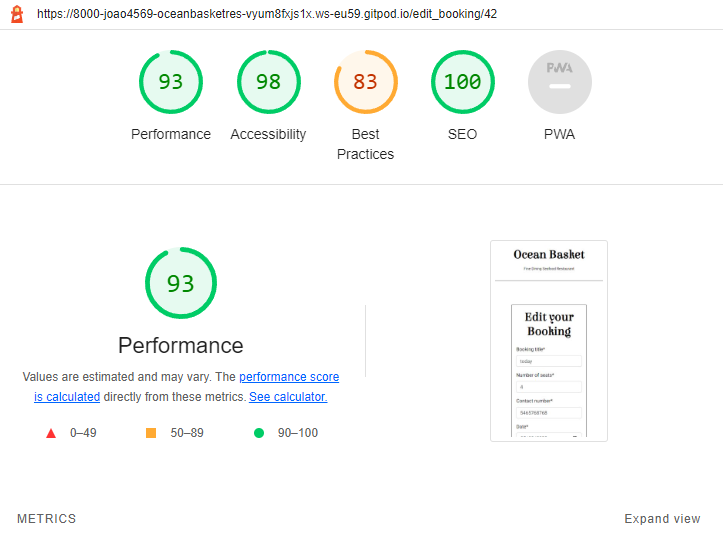 https://8000-joao4569-oceanbasketres-vyum8fxjs1x.ws-eu59.gitpod.io/edit_booking/42
93 98 83 100 PWA
Performance Accessibility Best Practices SEO PWA
93
Performance
Values are estimated and may vary. The performance score
is calculated directly from these metrics. See calculator.
0–49 50–89 90–100
Ocean Basket
Fine Dining Seafood Restaurant
Edit your
Booking
Booking title*
today
Number of seats*
4
Contact number*
Date*
METRICS Expand view